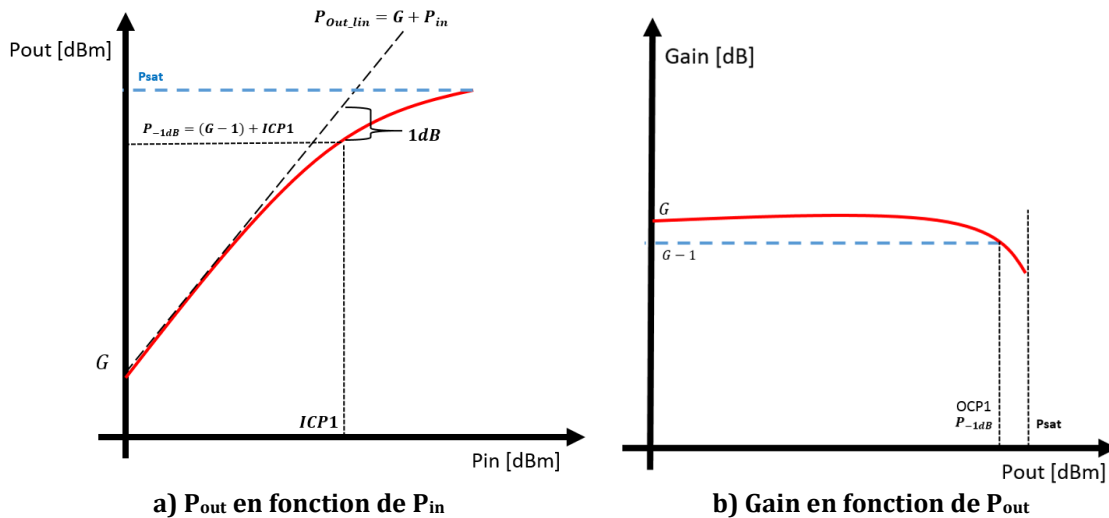 P_Out_lin = G + P_in
Pout [dBm]
Psat
P_−1dB = (G − 1) + ICP1
1dB
G
ICP1
Pin [dBm]
a) Pout en fonction de Pin
Gain [dB]
G
G − 1
OCP1
P_−1dB
Psat
Pout [dBm]
b) Gain en fonction de Pout